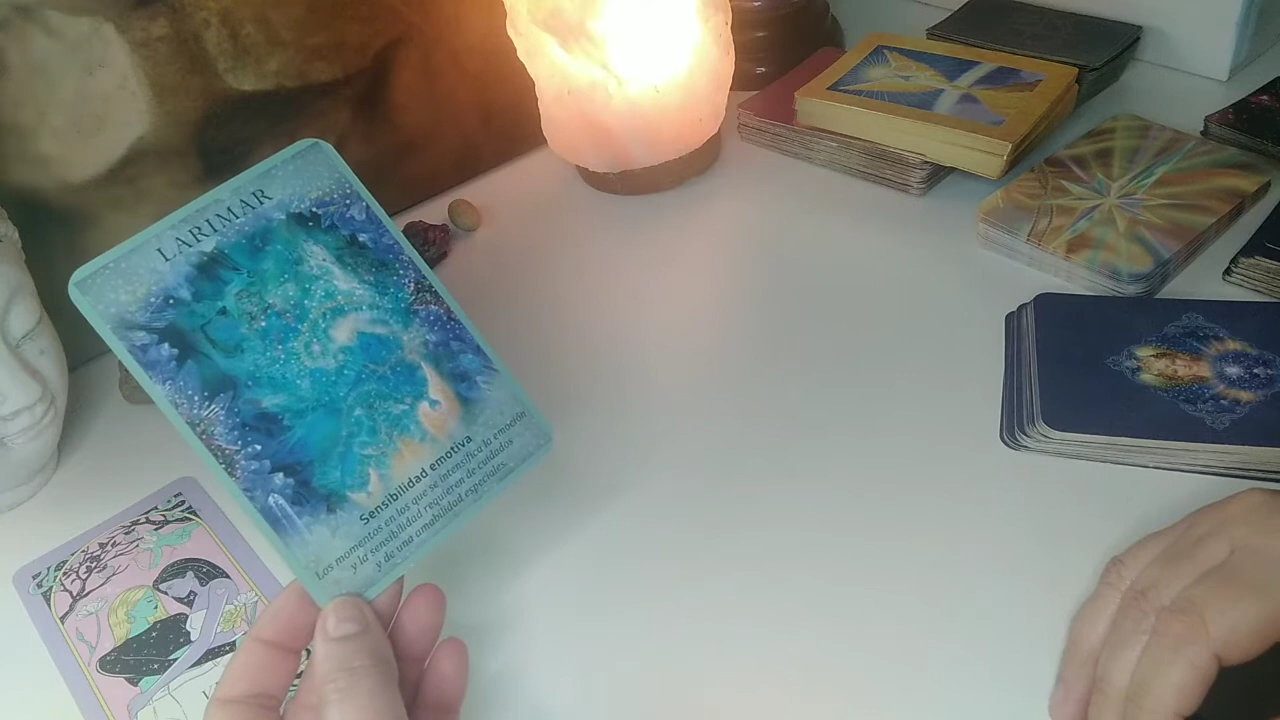 LARIMAR
Sensibilidad emotiva
Los momentos en los que se intensifica la emoción
y la sensibilidad requieren de cuidados
y de una amabilidad especiales.